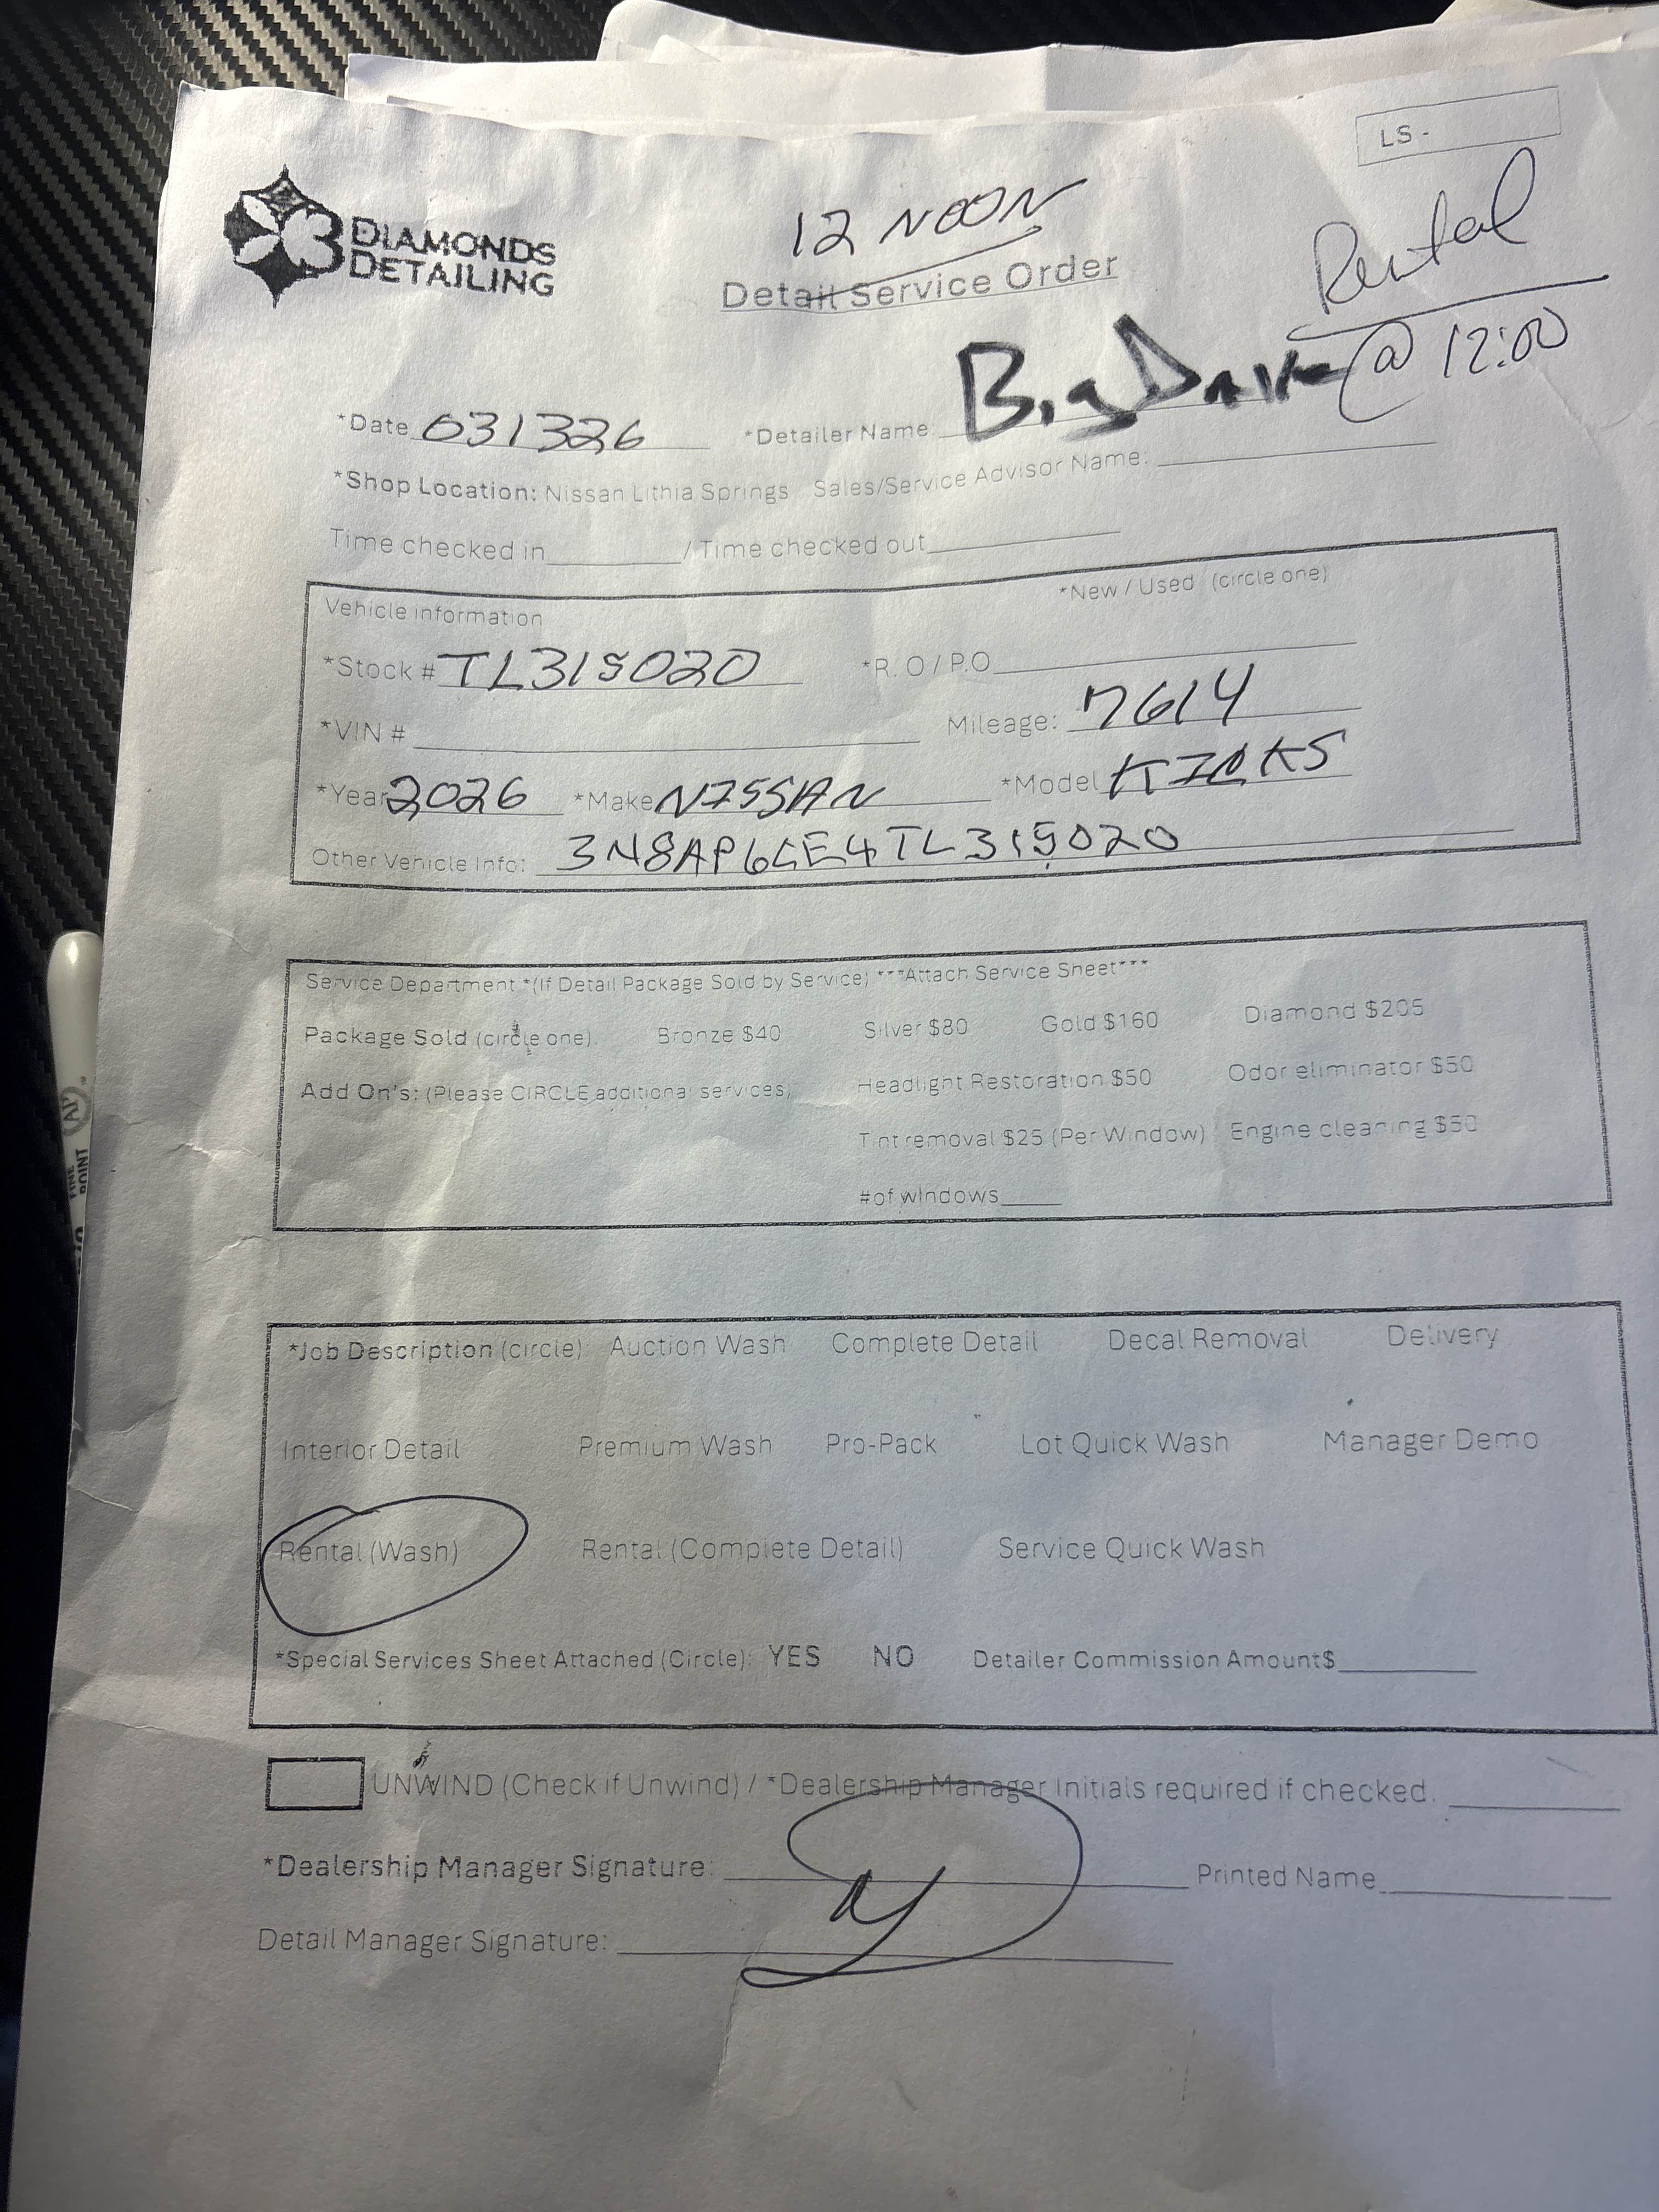 LS -
12 NOON
DIAMONDS
DETAILING
Detail Service Order
Rental
@ 12:00
*Date 031326 *Detailer Name Big
*Shop Location: Nissan Lithia Springs Sales/Service Advisor Name:
Time checked in / Time checked out
Vehicle Information *New / Used (circle one)
*Stock # TL315020 *R.O / P.O
*VIN # Mileage: 7614
*Year 2026 *Make NISSAN *Model KICKS
Other Vehicle Info: 3N8AP6CE4TL315020
Service Department *(If Detail Package Sold by Service) ***Attach Service Sheet***
Package Sold (circle one) Bronze $40 Silver $80 Gold $160 Diamond $205
Add On's: (Please CIRCLE additional services) Headlight Restoration $50 Odor eliminator $50
Tint removal $25 (Per Window) Engine cleaning $50
# of windows
*Job Description (circle): Auction Wash Complete Detail Decal Removal Delivery
Interior Detail Premium Wash Pro-Pack Lot Quick Wash Manager Demo
Rental (Wash) Rental (Complete Detail) Service Quick Wash
*Special Services Sheet Attached (Circle): YES NO Detailer Commission Amount$
UNWIND (Check if Unwind) / *Dealership Manager Initials required if checked.
*Dealership Manager Signature: Printed Name
Detail Manager Signature:
AP
FINE
POINT